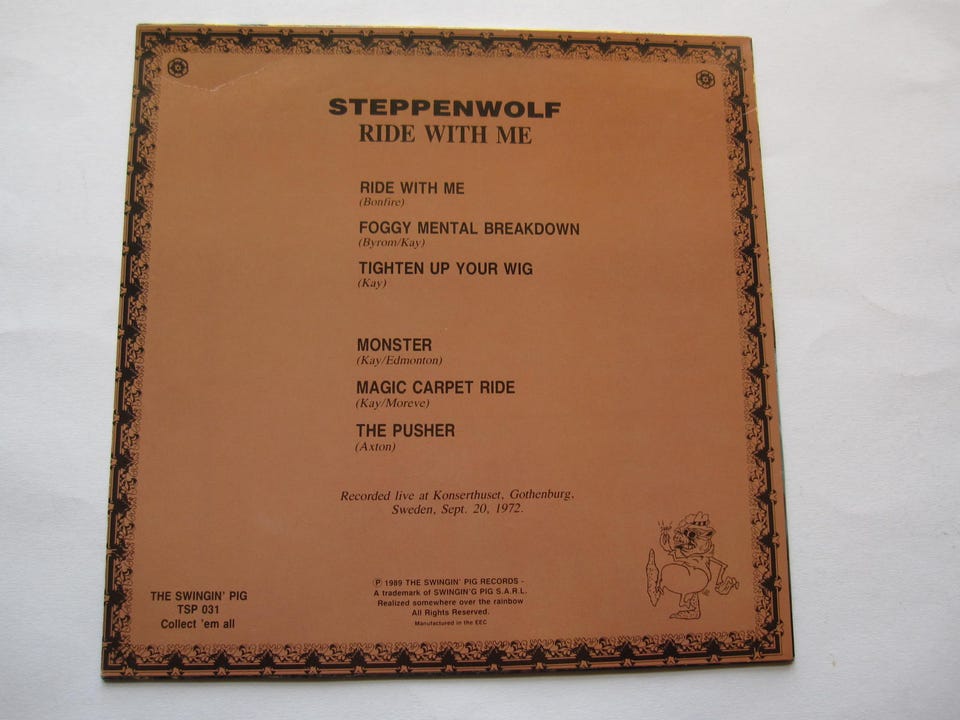 STEPPENWOLF
RIDE WITH ME
RIDE WITH ME
(Bonfire)
FOGGY MENTAL BREAKDOWN
(Byrom/Kay)
TIGHTEN UP YOUR WIG
(Kay)
MONSTER
(Kay/Edmonton)
MAGIC CARPET RIDE
(Kay/Moreve)
THE PUSHER
(Axton)
Recorded live at Konserthuset, Gothenburg,
Sweden, Sept. 20, 1972.
THE SWINGIN' PIG
TSP 031
Collect 'em all
Ⓟ 1989 THE SWINGIN' PIG RECORDS -
A trademark of SWINGIN'G PIG S.A.R.L.
Realized somewhere over the rainbow
All Rights Reserved.
Manufactured in the EEC